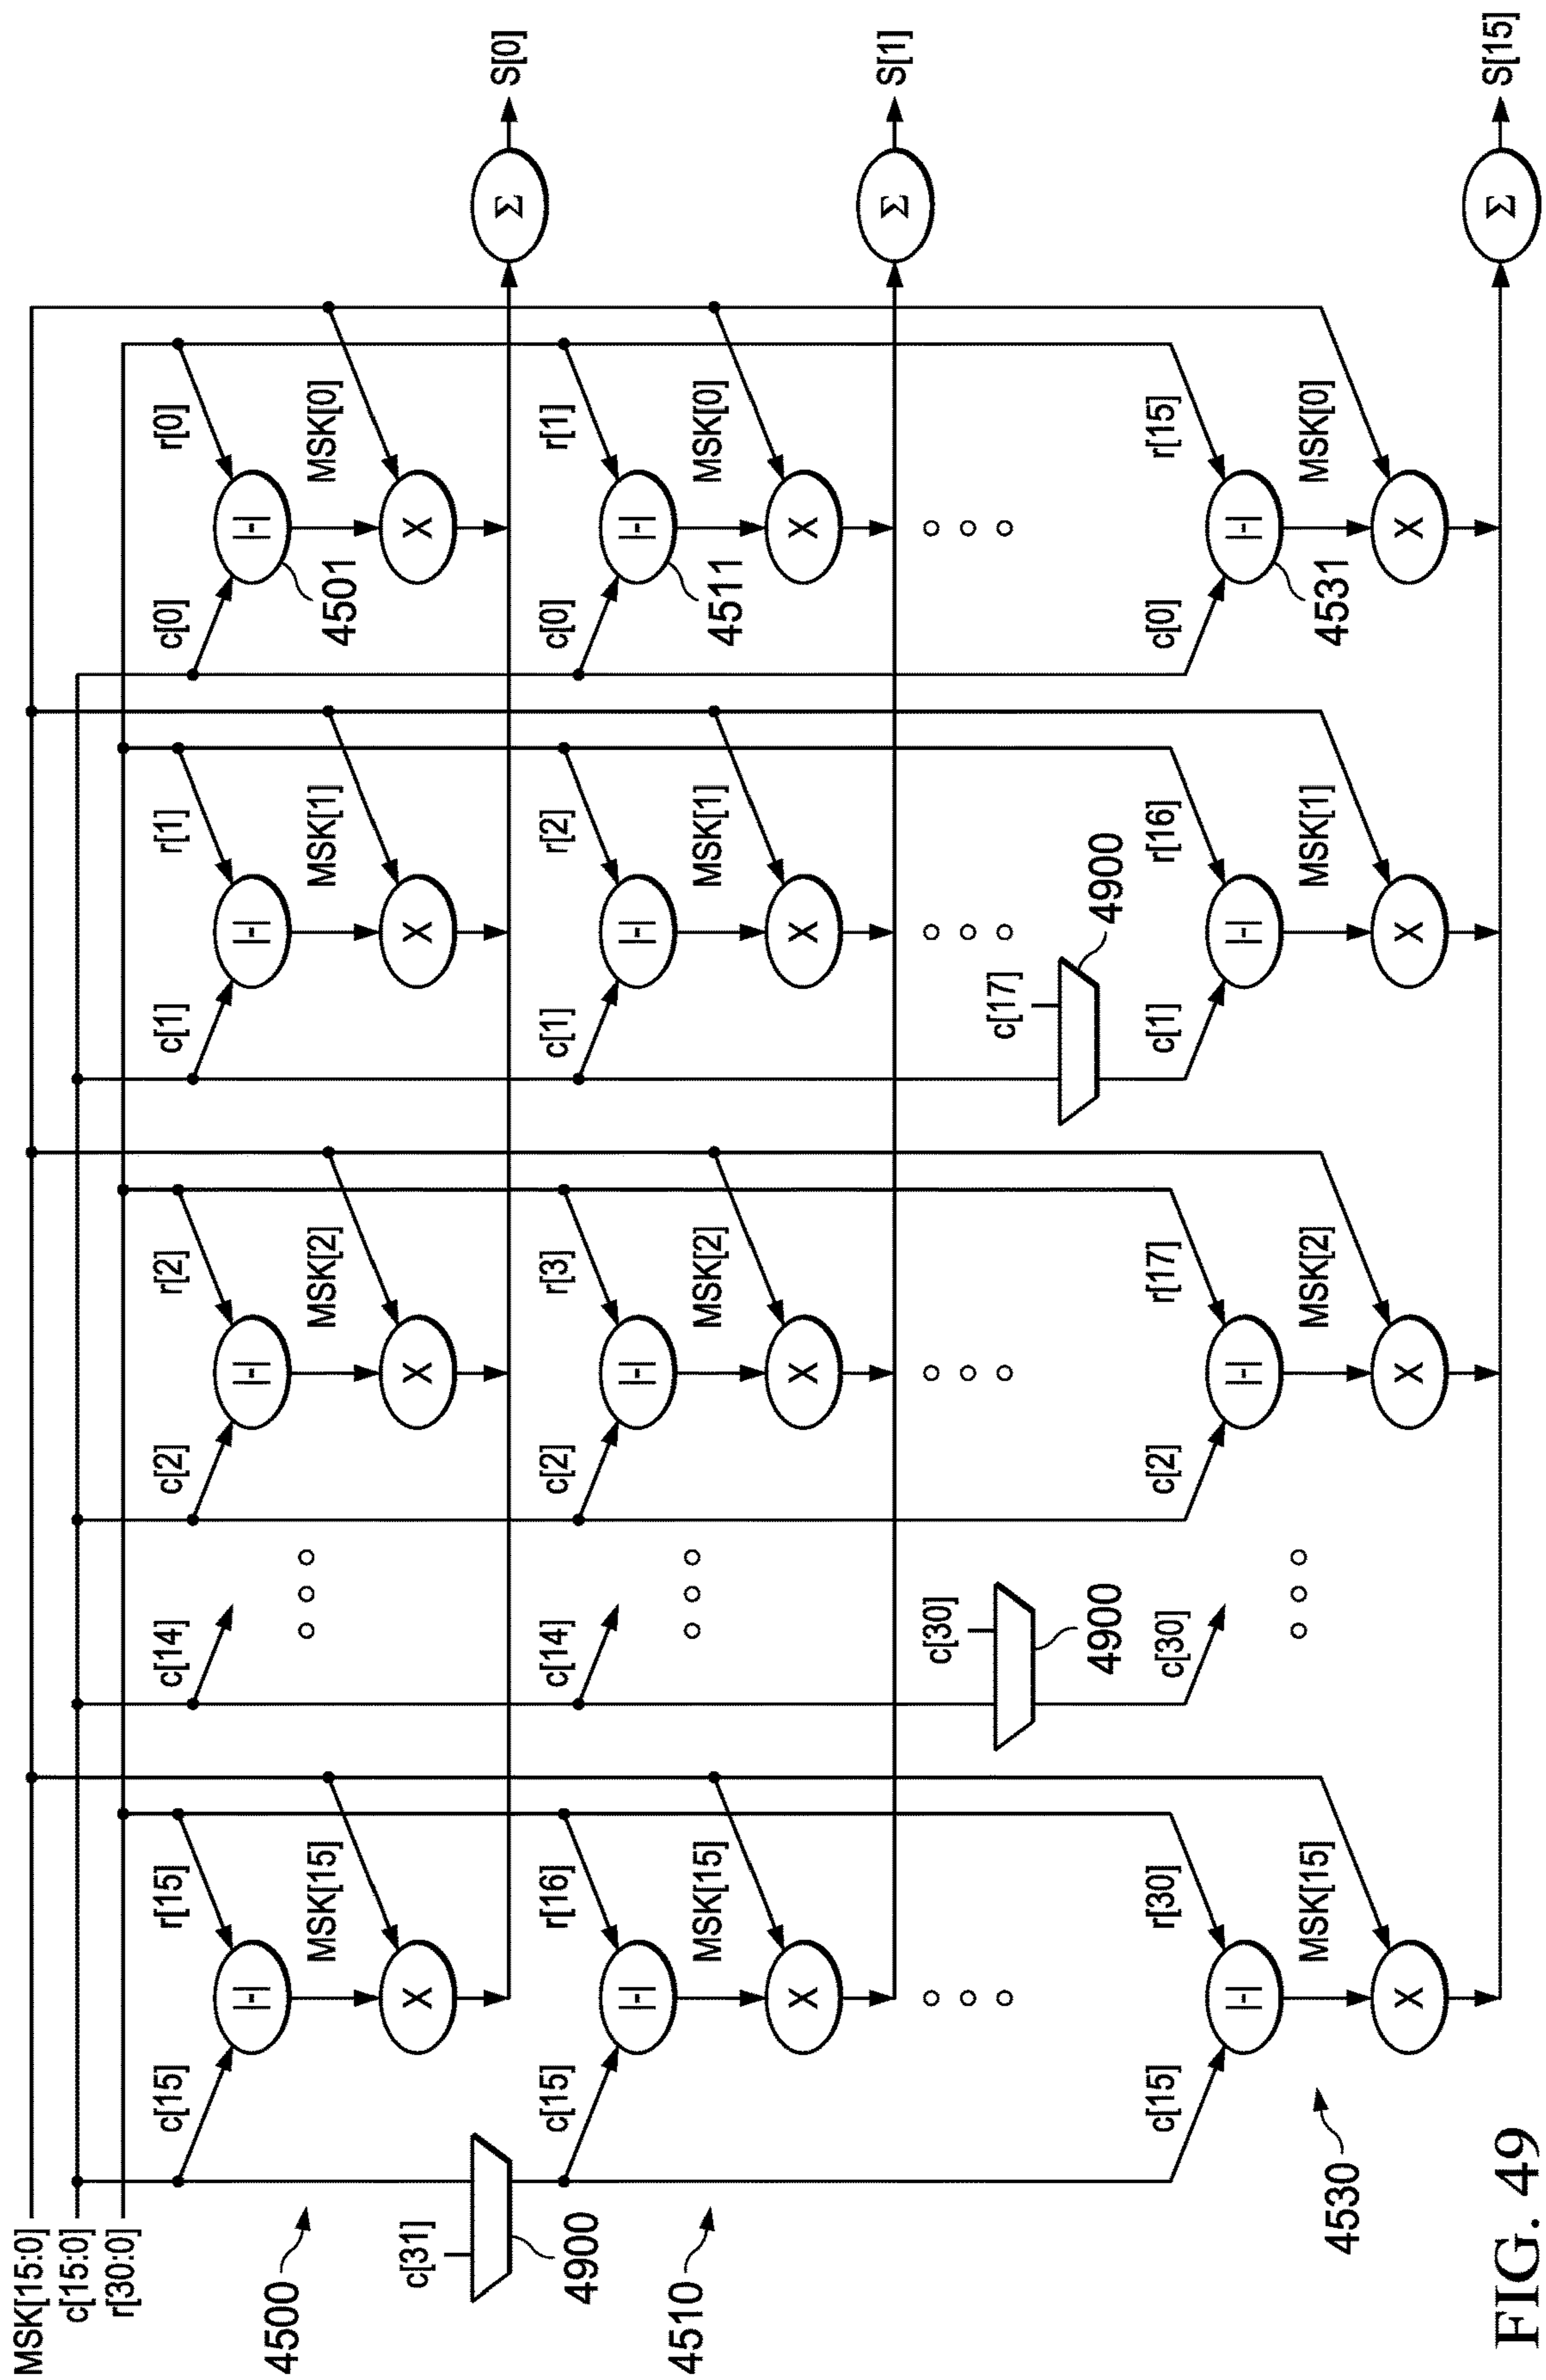 MSK[15:0]
c[15:0]
r[30:0]
c[15] r[15] c[14] c[2] r[2] c[1] r[1] c[0] r[0]
|-| |-| |-| |-|
4500
MSK[15] MSK[2] MSK[1] MSK[0]
4501
c[31] X X X X
Σ S[0]
c[15] r[16] c[14] c[2] r[3] c[1] r[2] c[0] r[1]
4900
|-| |-| |-| |-|
4510
MSK[15] MSK[2] MSK[1] MSK[0]
4511
X X X X
Σ S[1]
c[30]
c[17]
4900 4900
c[15] r[30] c[30] c[2] r[17] c[1] r[16] c[0] r[15]
|-| |-| |-| |-|
MSK[15] MSK[2] MSK[1] MSK[0]
4530 4531
X X X X
Σ S[15]
FIG. 49